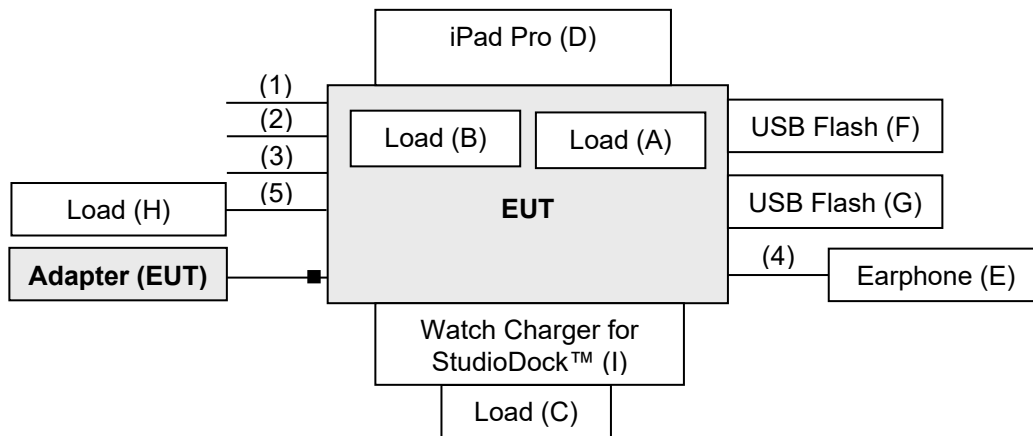 iPad Pro (D)
(1)
(2)
(3)
(5)
Load (H)
Adapter (EUT)
Load (B)
Load (A)
EUT
USB Flash (F)
USB Flash (G)
(4)
Earphone (E)
Watch Charger for
StudioDock™ (I)
Load (C)